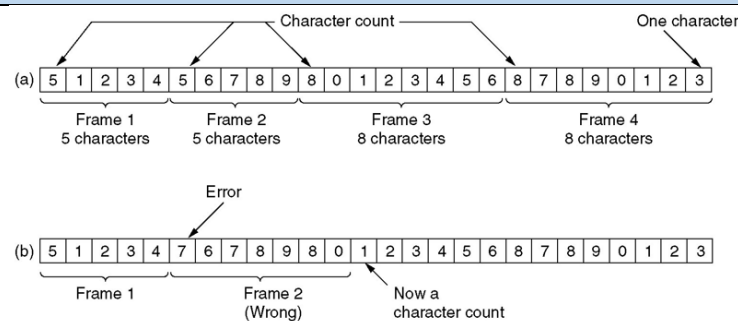 Character count
One character
(a) 5 1 2 3 4 5 6 7 8 9 8 0 1 2 3 4 5 6 8 7 8 9 0 1 2 3
Frame 1 Frame 2 Frame 3 Frame 4
5 characters 5 characters 8 characters 8 characters
Error
(b) 5 1 2 3 4 7 6 7 8 9 8 0 1 2 3 4 5 6 8 7 8 9 0 1 2 3
Frame 1 Frame 2 Now a
(Wrong) character count